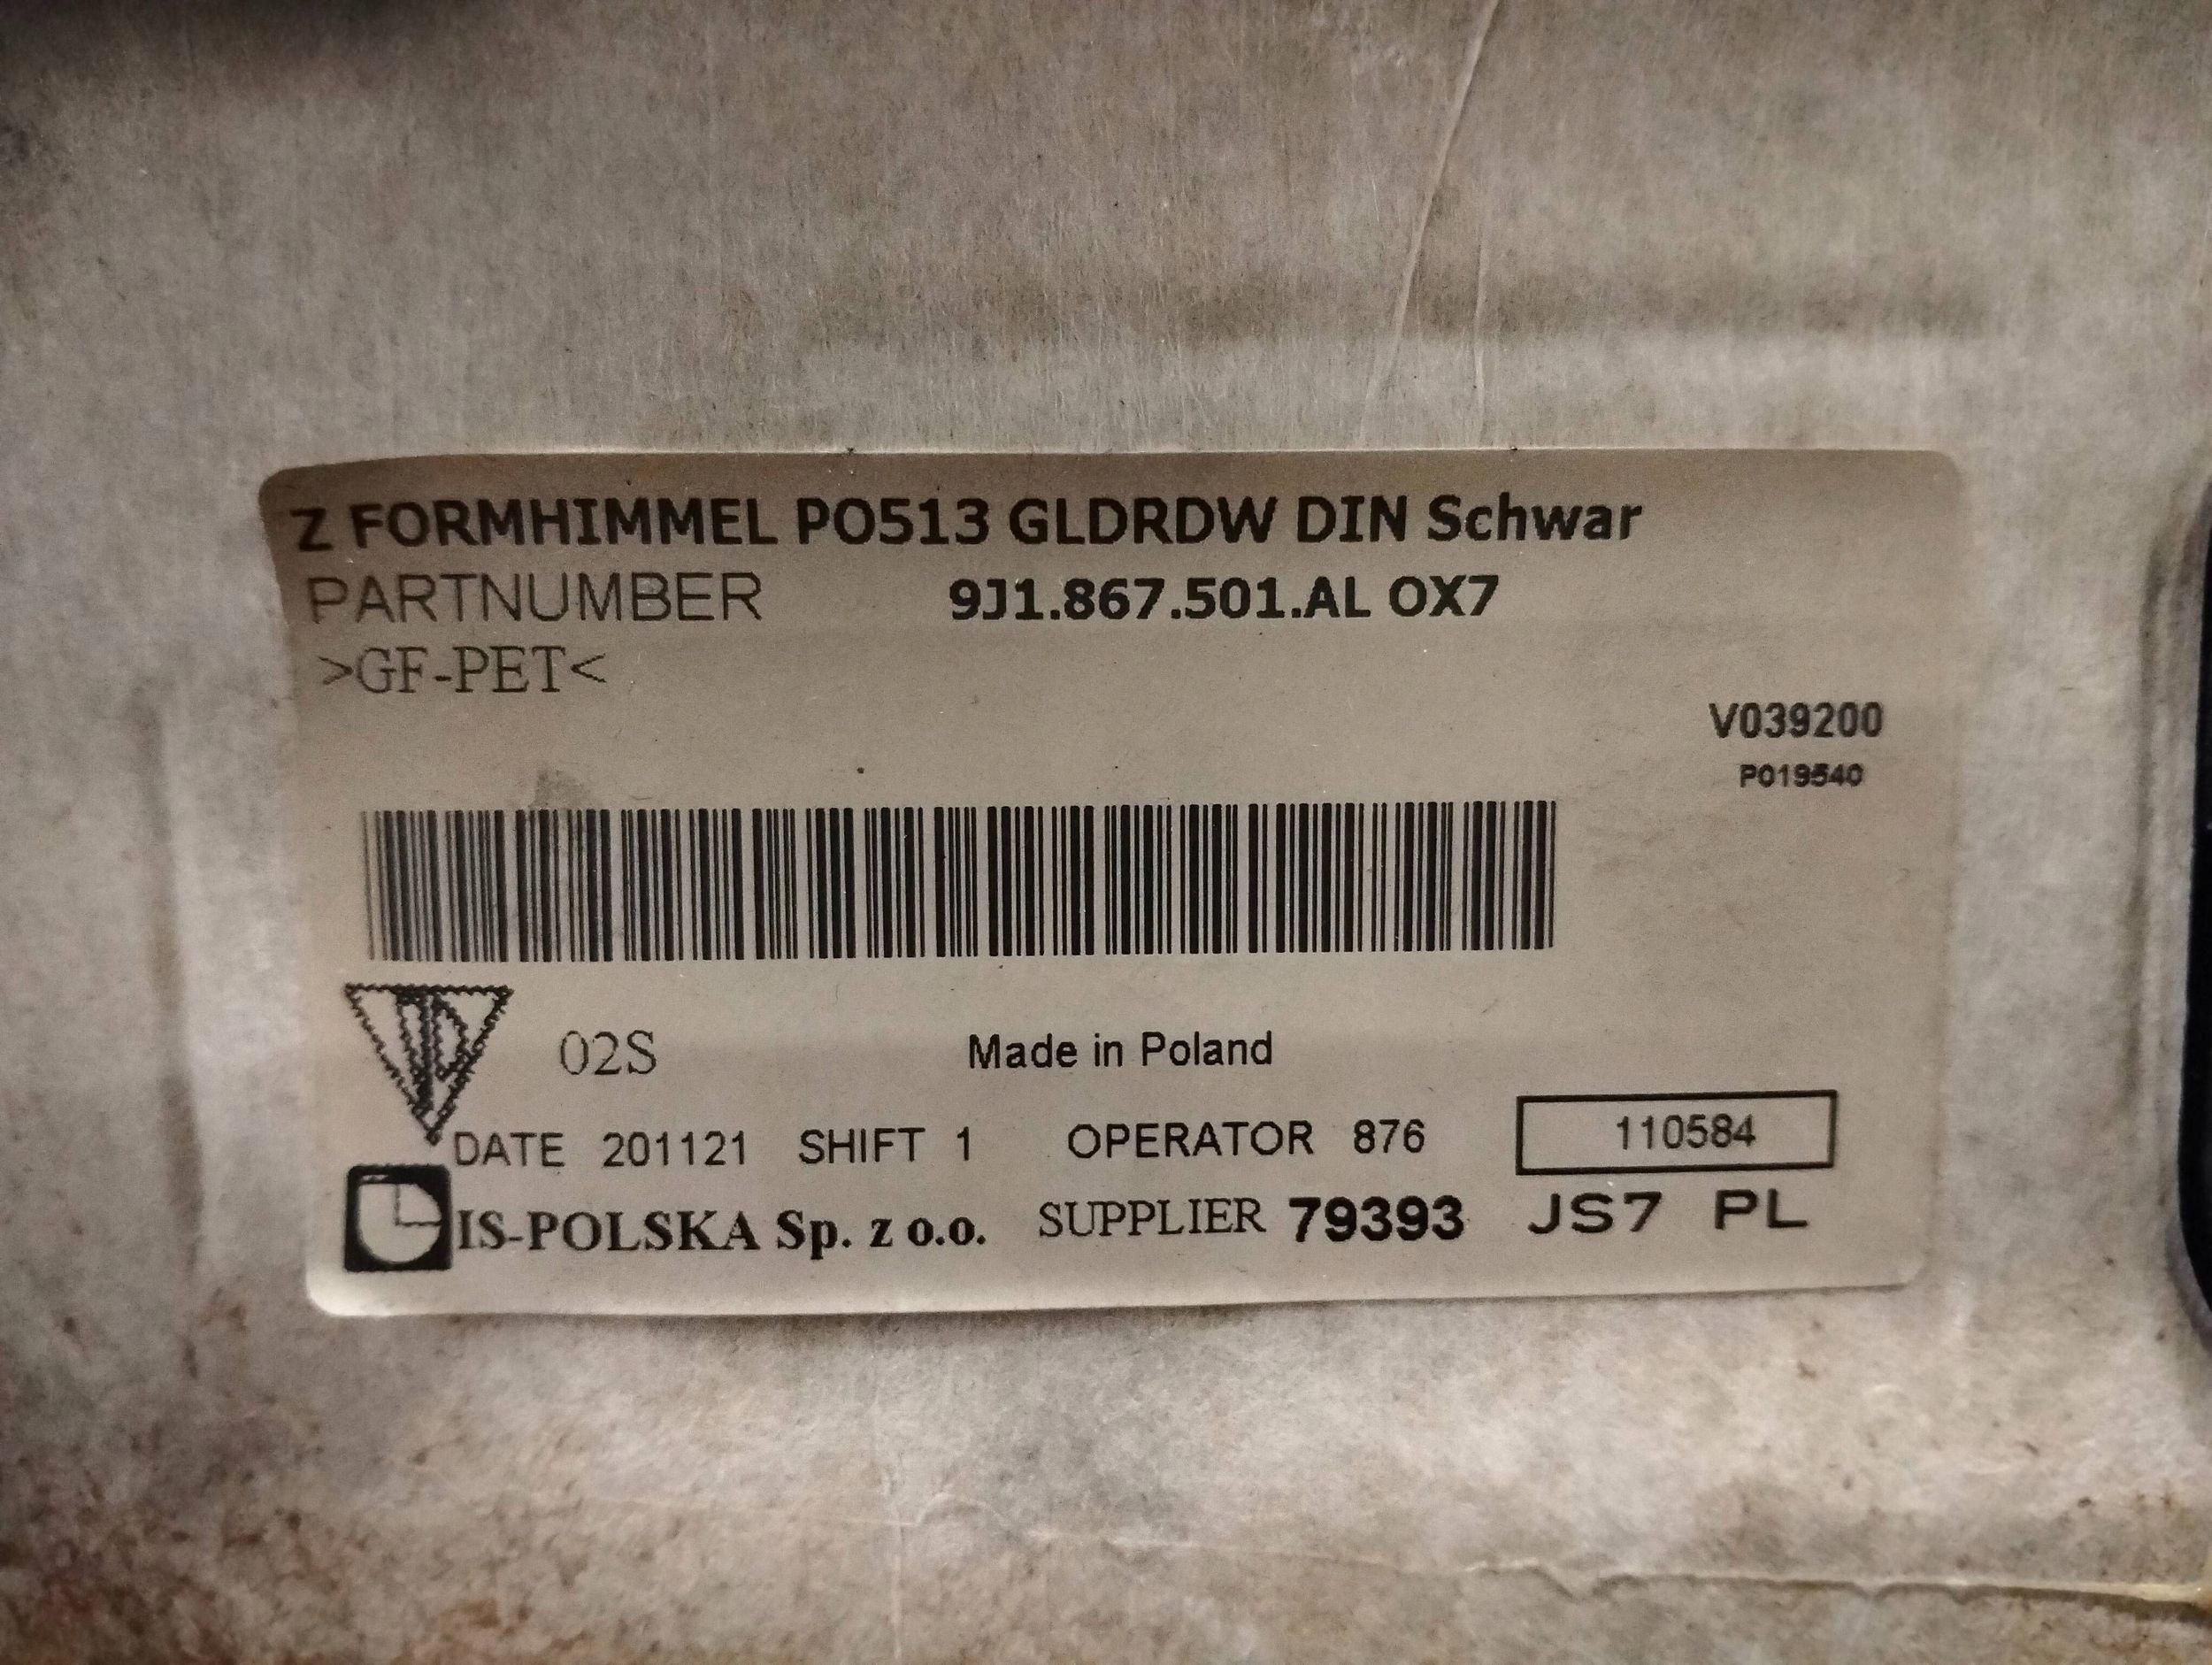 Z FORMHIMMEL PO513 GLDRDW DIN Schwar
PARTNUMBER 9J1.867.501.AL OX7
>GF-PET<
V039200
P019540
02S Made in Poland
DATE 201121 SHIFT 1 OPERATOR 876 110584
IS-POLSKA Sp. z o.o. SUPPLIER 79393 JS7 PL